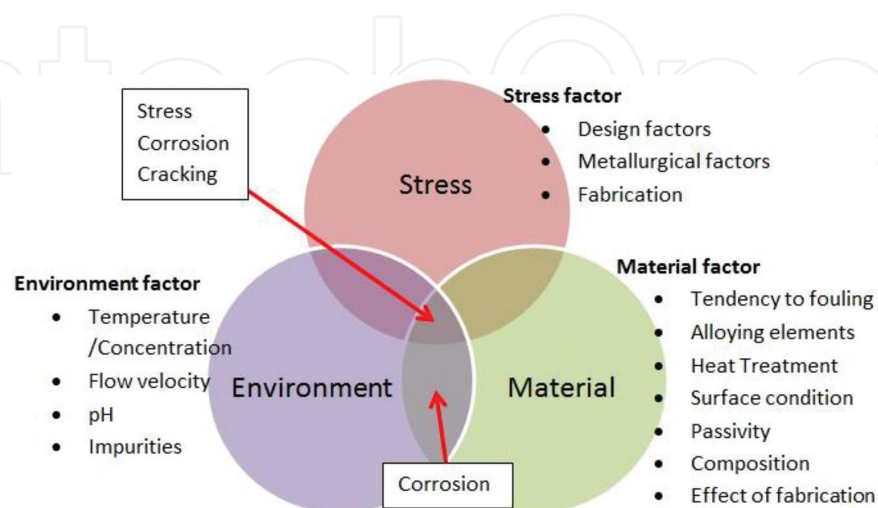 Stress
Corrosion
Cracking
Stress factor
• Design factors
• Metallurgical factors
• Fabrication
Stress
Environment factor
• Temperature
/Concentration
• Flow velocity
• pH
• Impurities
Environment
Material factor
• Tendency to fouling
• Alloying elements
• Heat Treatment
• Surface condition
• Passivity
• Composition
• Effect of fabrication
Material
Corrosion